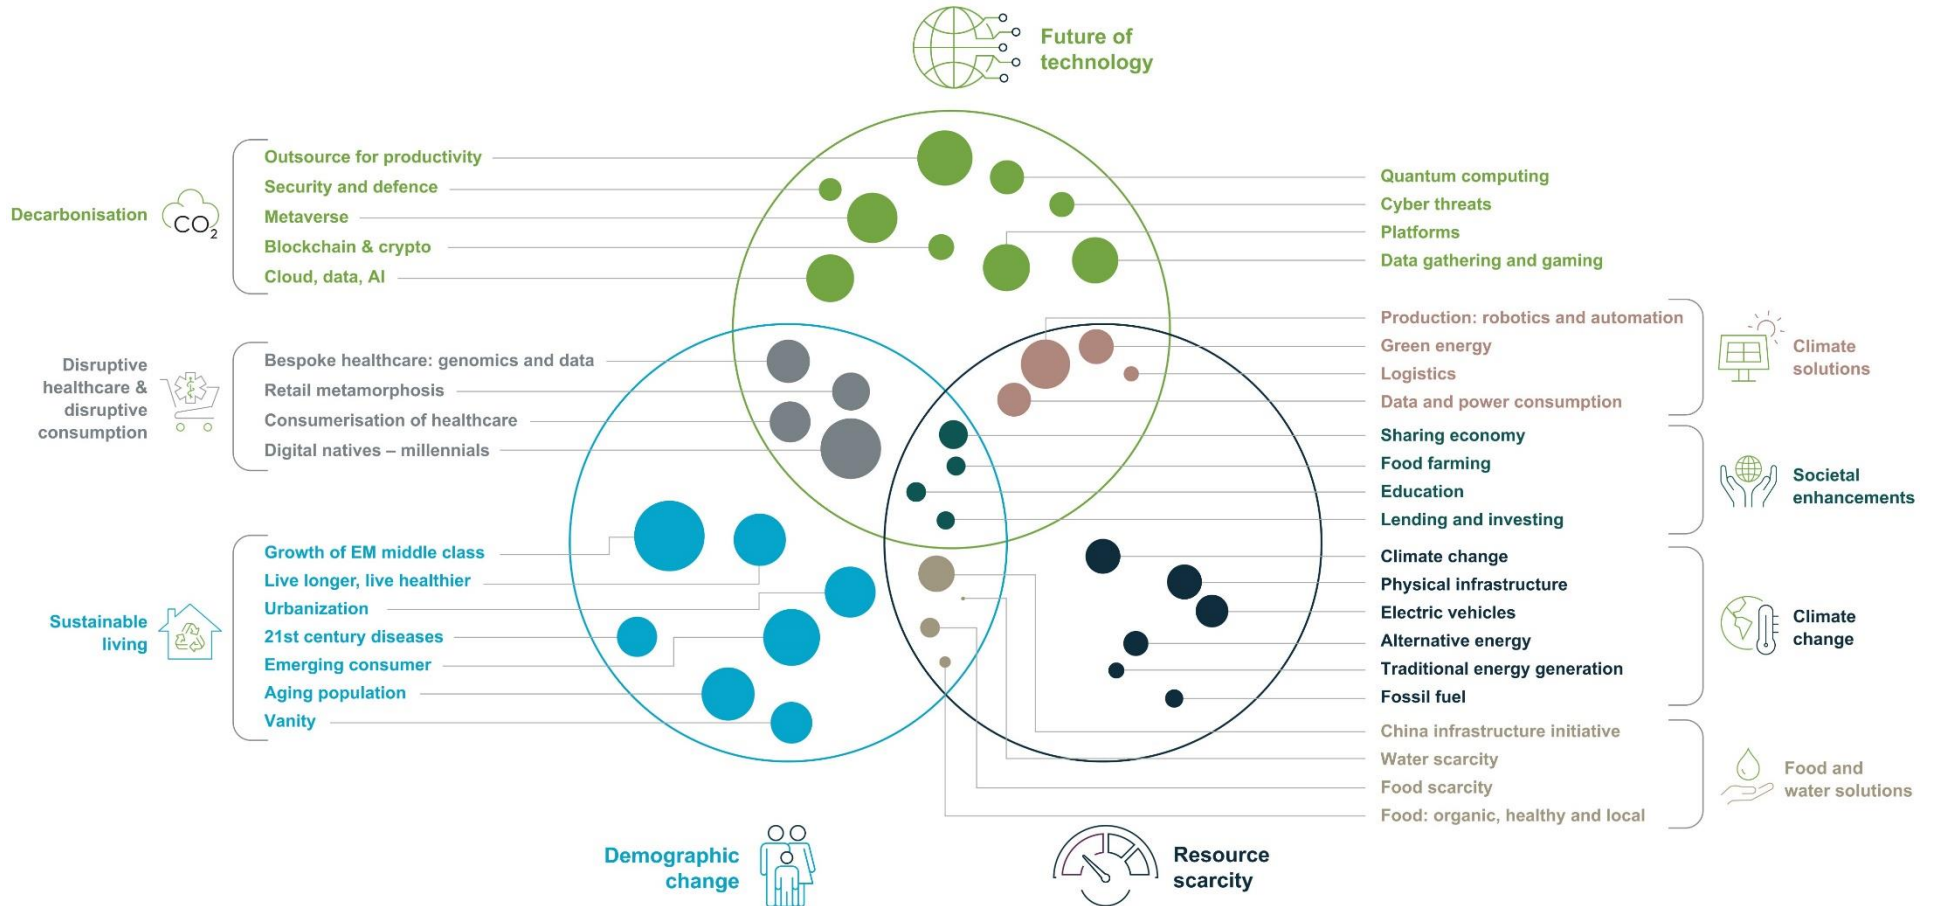 Future of
technology
Decarbonisation
CO2
Outsource for productivity
Security and defence
Metaverse
Blockchain & crypto
Cloud, data, AI
Quantum computing
Cyber threats
Platforms
Data gathering and gaming
Disruptive
healthcare &
disruptive
consumption
Bespoke healthcare: genomics and data
Retail metamorphosis
Consumerisation of healthcare
Digital natives – millennials
Production: robotics and automation
Green energy
Logistics
Data and power consumption
Climate
solutions
Sharing economy
Food farming
Education
Lending and investing
Societal
enhancements
Sustainable
living
Growth of EM middle class
Live longer, live healthier
Urbanization
21st century diseases
Emerging consumer
Aging population
Vanity
Climate change
Physical infrastructure
Electric vehicles
Alternative energy
Traditional energy generation
Fossil fuel
Climate
change
China infrastructure initiative
Water scarcity
Food scarcity
Food: organic, healthy and local
Food and
water solutions
Demographic
change
Resource
scarcity